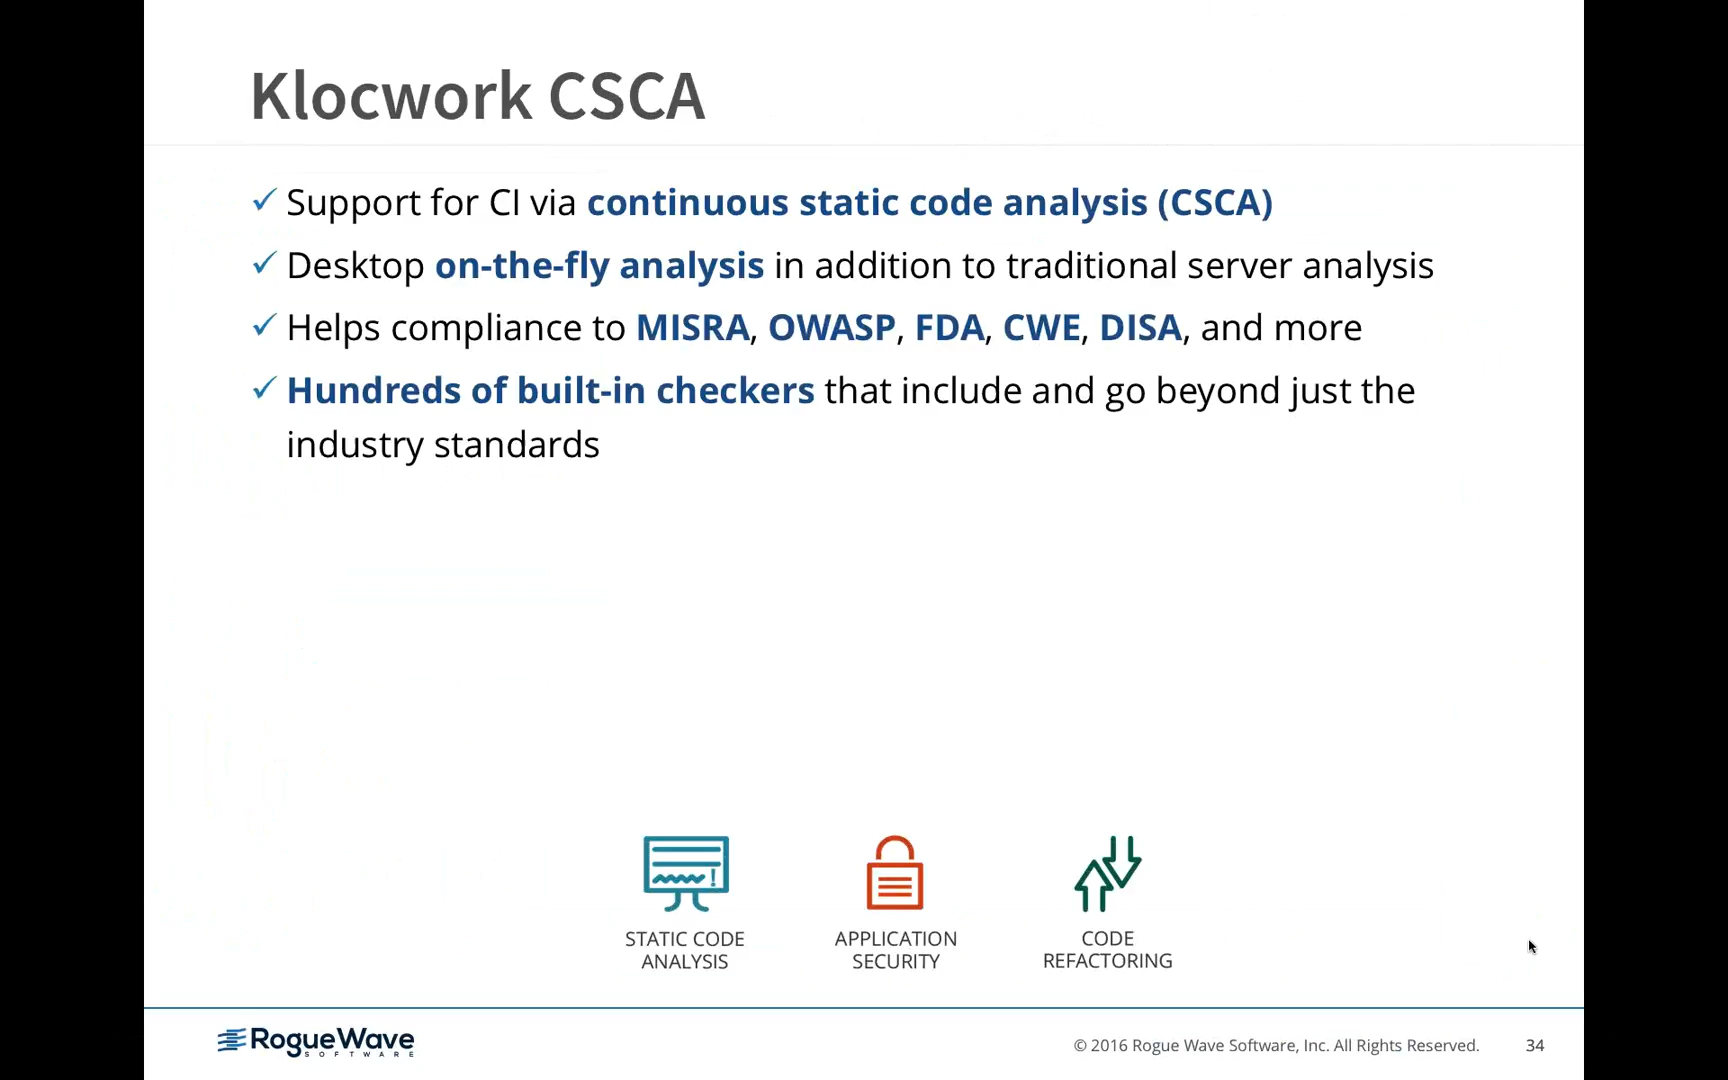 Klocwork CSCA
✓ Support for CI via continuous static code analysis (CSCA)
✓ Desktop on-the-fly analysis in addition to traditional server analysis
✓ Helps compliance to MISRA, OWASP, FDA, CWE, DISA, and more
✓ Hundreds of built-in checkers that include and go beyond just the
industry standards
STATIC CODE
ANALYSIS
APPLICATION
SECURITY
CODE
REFACTORING
RogueWave
SOFTWARE
© 2016 Rogue Wave Software, Inc. All Rights Reserved.
34